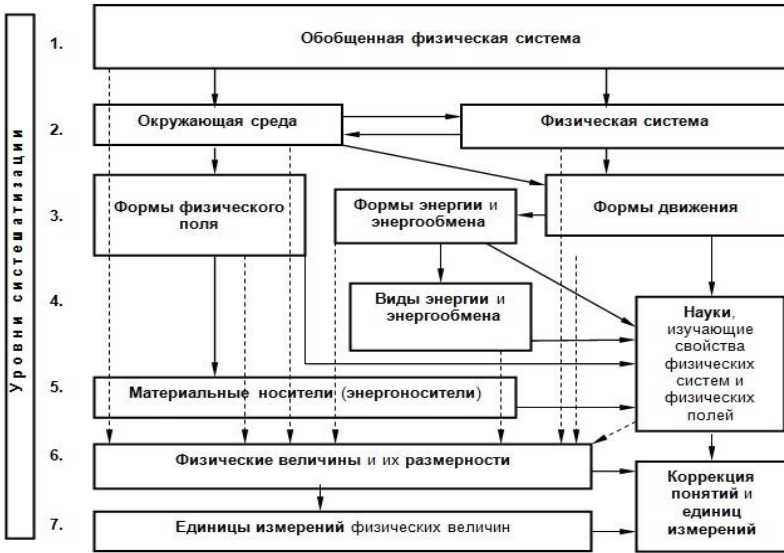 Уровни систешатизации
1.
Обобщенная физическая система
2.
Окружающая среда
Физическая система
3.
Формы физического
поля
Формы энергии и
энергообмена
Формы движения
4.
Виды энергии и
энергообмена
Науки,
изучающие
свойства
физических
систем и
физических
полей
5.
Материальные носители (энергоносители)
6.
Физические величины и их размерности
Коррекция
понятий и
единиц
измерений
7.
Единицы измерений физических величин